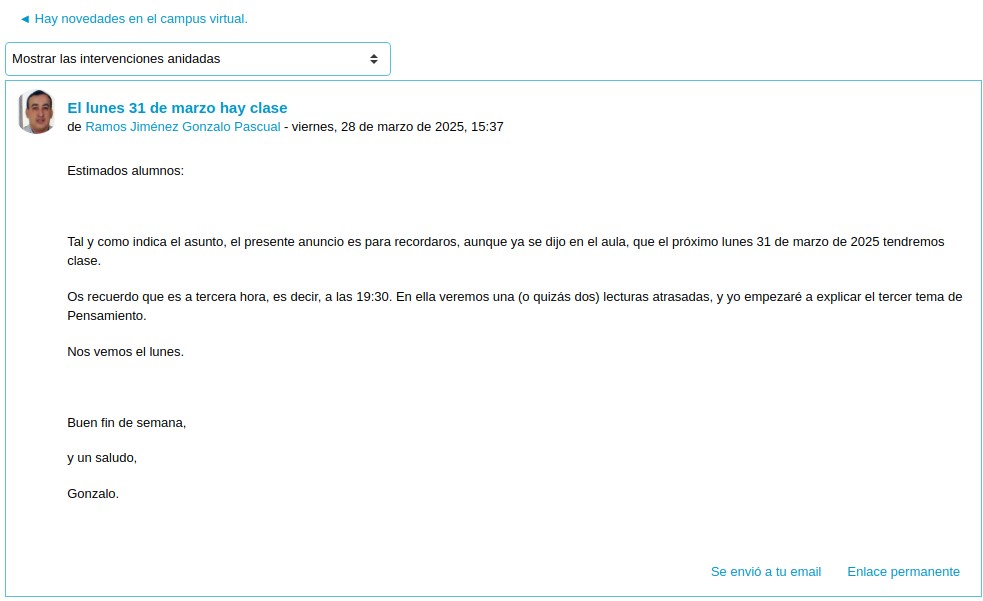 ◄ Hay novedades en el campus virtual.
Mostrar las intervenciones anidadas
El lunes 31 de marzo hay clase
de Ramos Jiménez Gonzalo Pascual - viernes, 28 de marzo de 2025, 15:37
Estimados alumnos:
Tal y como indica el asunto, el presente anuncio es para recordaros, aunque ya se dijo en el aula, que el próximo lunes 31 de marzo de 2025 tendremos
clase.
Os recuerdo que es a tercera hora, es decir, a las 19:30. En ella veremos una (o quizás dos) lecturas atrasadas, y yo empezaré a explicar el tercer tema de
Pensamiento.
Nos vemos el lunes.
Buen fin de semana,
y un saludo,
Gonzalo.
Se envió a tu email Enlace permanente